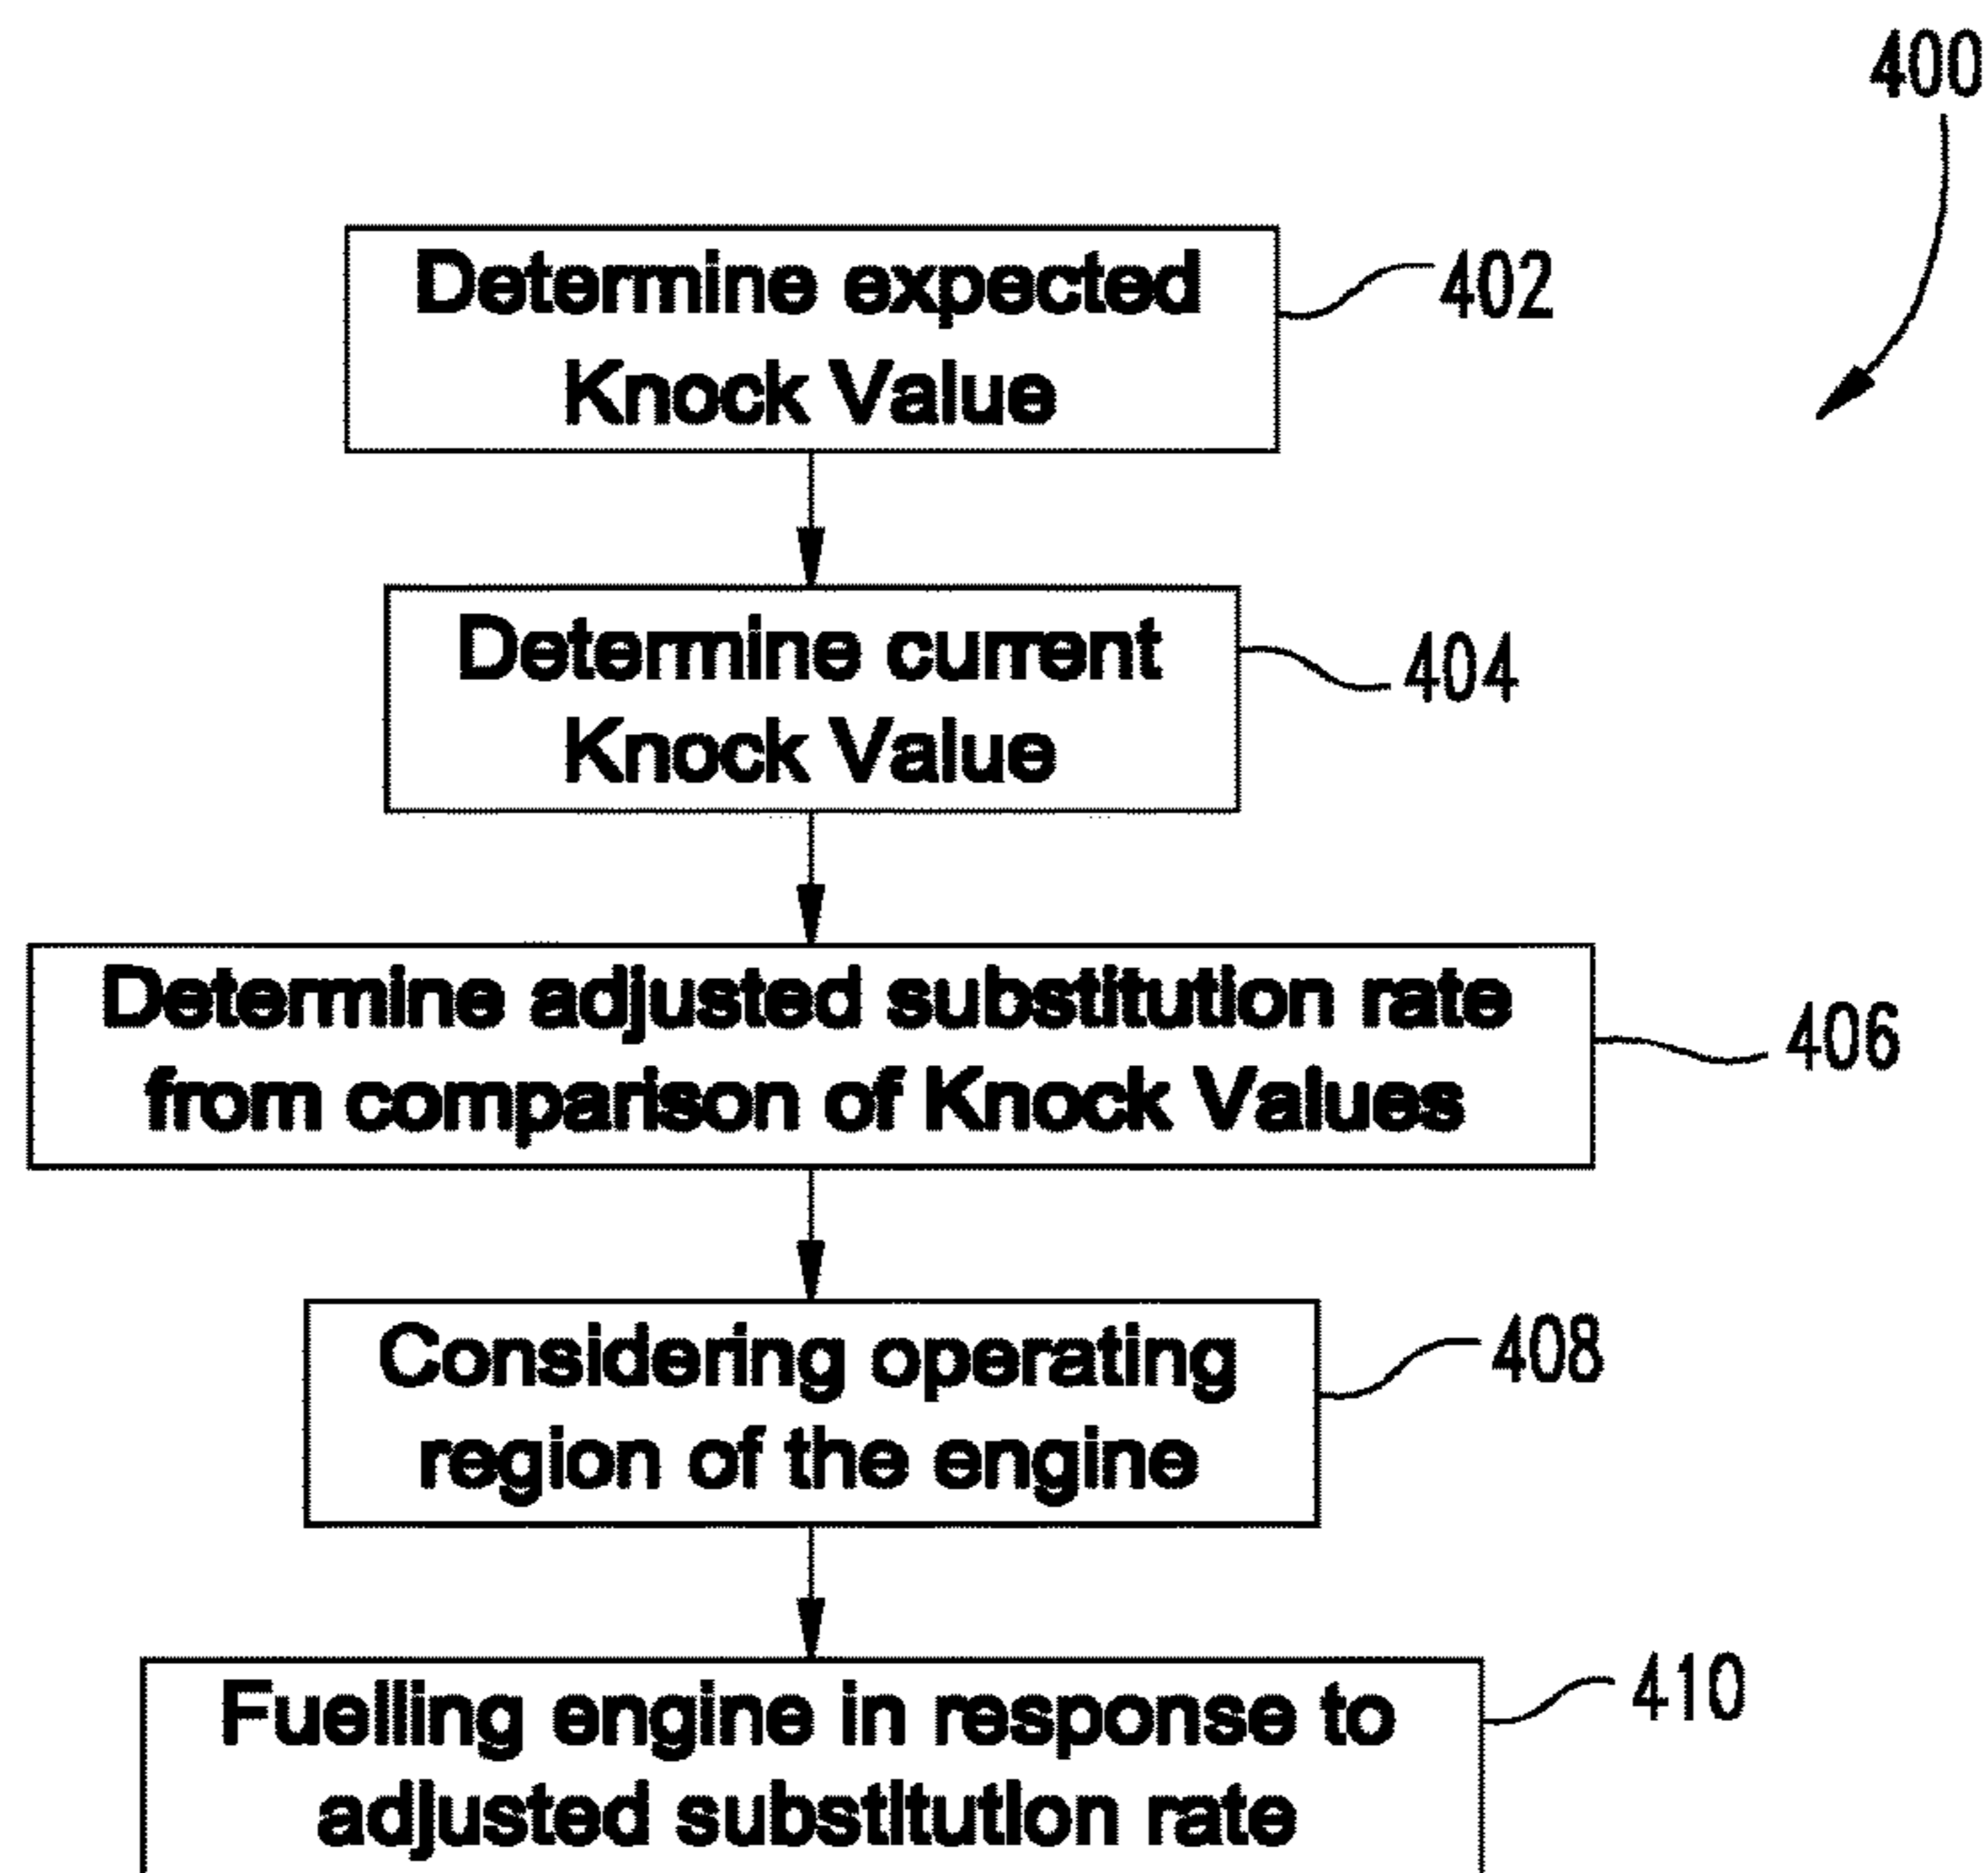 400
Determine expected
Knock Value
402
Determine current
Knock Value
404
Determine adjusted substitution rate
from comparison of Knock Values
406
Considering operating
region of the engine
408
Fuelling engine in response to
adjusted substitution rate
410